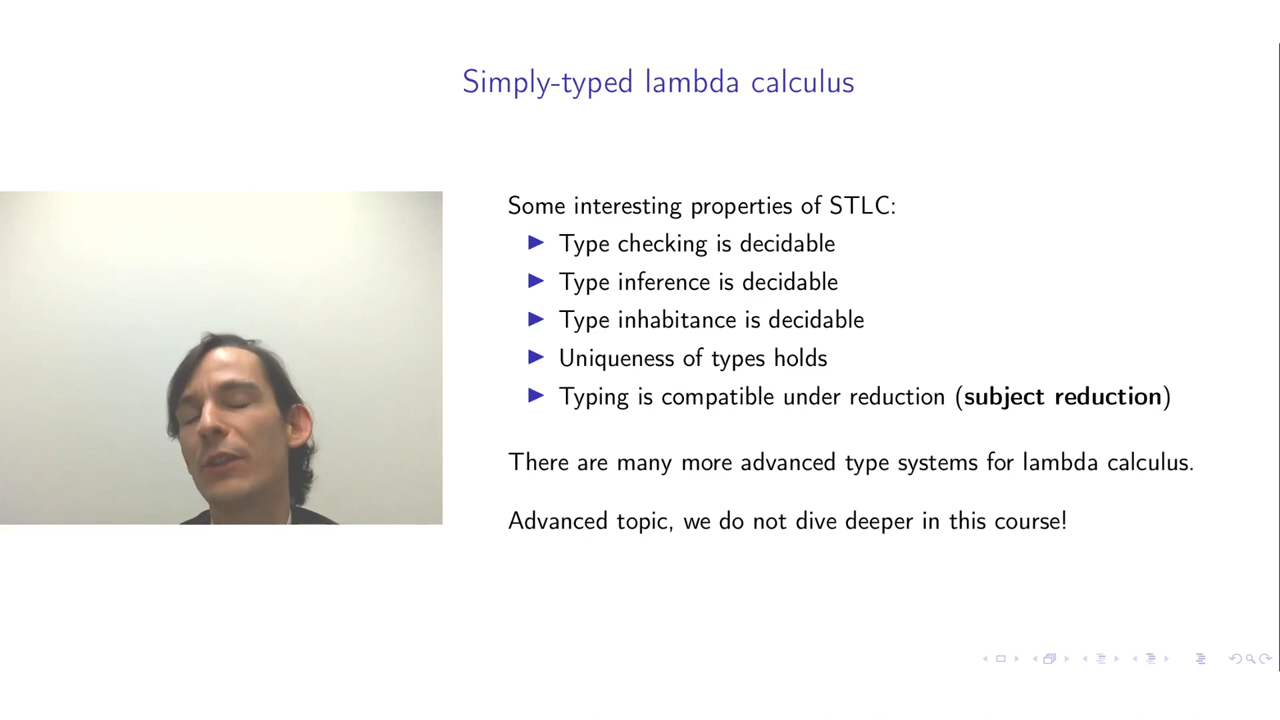 Simply-typed lambda calculus
Some interesting properties of STLC:
Type checking is decidable
Type inference is decidable
Type inhabitance is decidable
Uniqueness of types holds
Typing is compatible under reduction (subject reduction)
There are many more advanced type systems for lambda calculus.
Advanced topic, we do not dive deeper in this course!